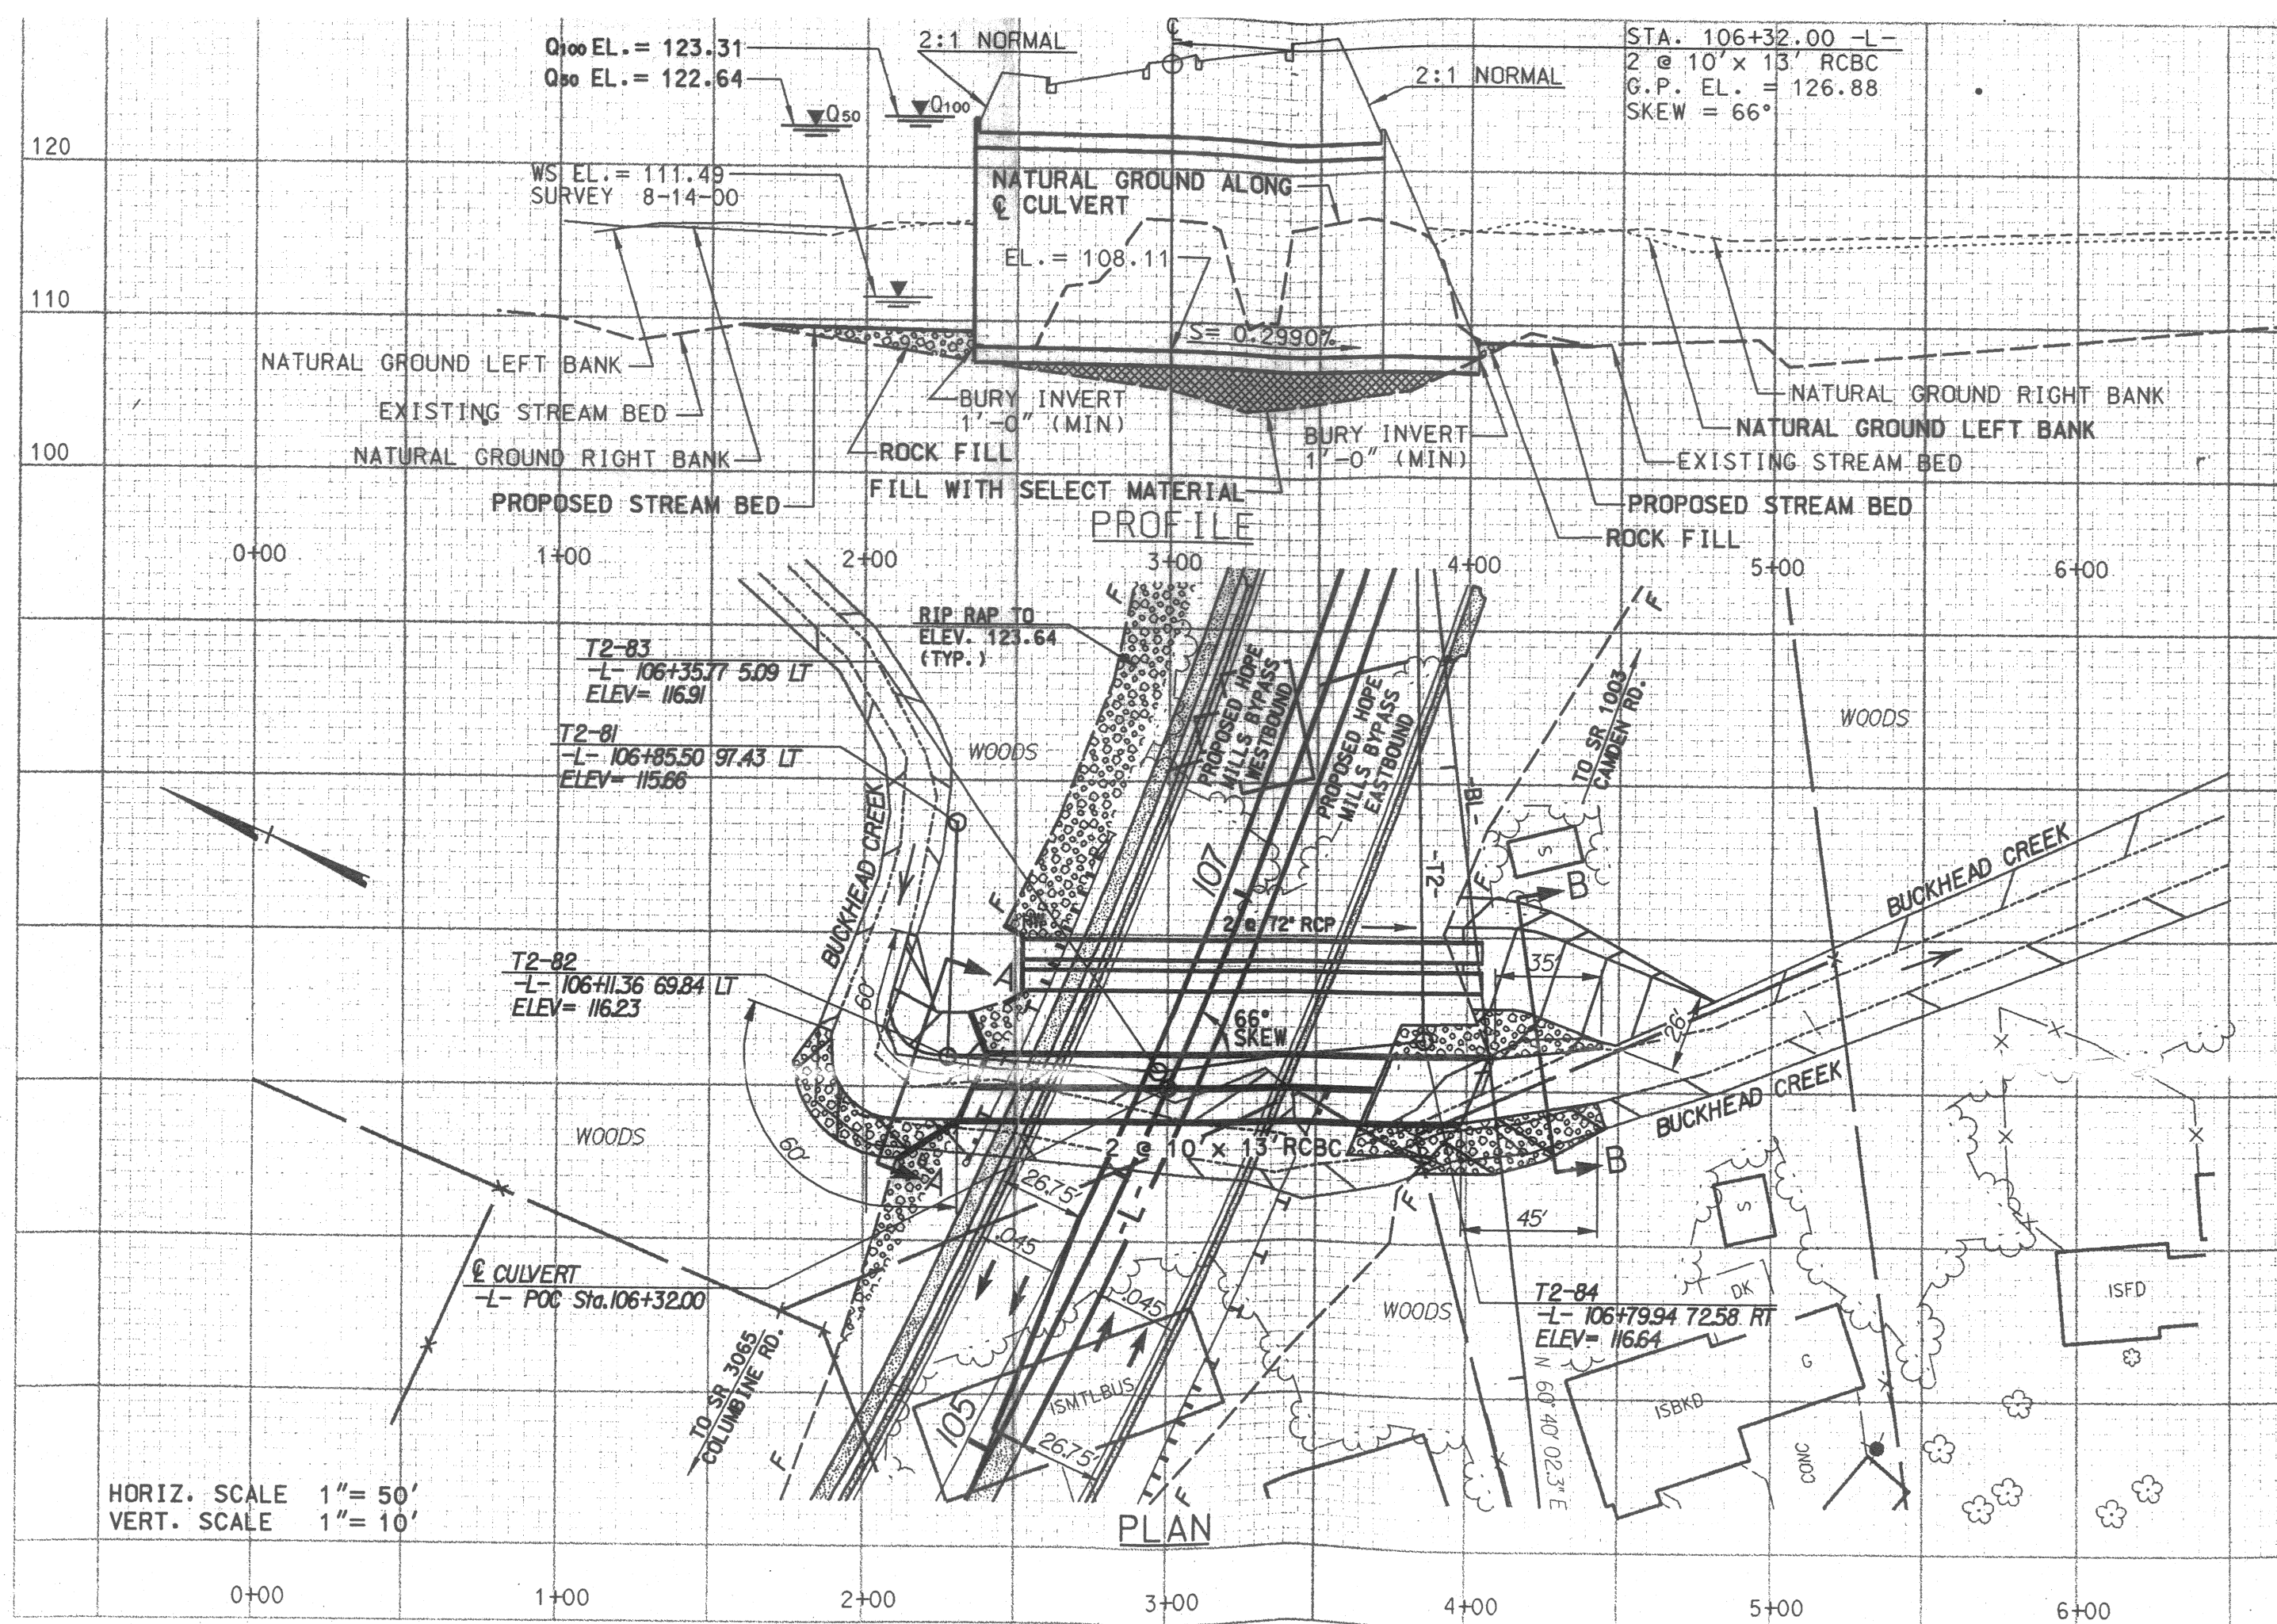 Q100 EL. = 123.31
Q50 EL. = 122.64
2:1 NORMAL
℄
STA. 106+32.00 -L-
2 @ 10' x 13' RCBC
G.P. EL. = 126.88
SKEW = 66°
2:1 NORMAL
Q50
Q100
120
WS EL. = 111.49
SURVEY 8-14-00
NATURAL GROUND ALONG
℄ CULVERT
EL. = 108.11
110
S= 0.2990%
NATURAL GROUND LEFT BANK
EXISTING STREAM BED
NATURAL GROUND RIGHT BANK
PROPOSED STREAM BED
BURY INVERT
1'-0" (MIN)
ROCK FILL
FILL WITH SELECT MATERIAL
BURY INVERT
1'-0" (MIN)
NATURAL GROUND RIGHT BANK
NATURAL GROUND LEFT BANK
EXISTING STREAM BED
PROPOSED STREAM BED
ROCK FILL
100
PROFILE
0+00
1+00
2+00
3+00
4+00
5+00
6+00
RIP RAP TO
ELEV. 123.64
(TYP.)
T2-83
-L- 106+35.77 5.09 LT
ELEV= 116.91
T2-81
-L- 106+85.50 97.43 LT
ELEV= 115.66
WOODS
F
PROPOSED HOPE
MILLS BYPASS
WESTBOUND
PROPOSED HOPE
MILLS BYPASS
EASTBOUND
-BL-
-T2-
F
TO SR 1003
CAMDEN RD.
WOODS
BUCKHEAD CREEK
107
S
F
B
F
HW
2 @ 72" RCP
BUCKHEAD CREEK
T2-82
-L- 106+11.36 69.84 LT
ELEV= 116.23
60'
A
35'
66°
SKEW
26'
BUCKHEAD CREEK
WOODS
60'
A
2 @ 10' x 13' RCBC
B
F
26.75'
-L-
45'
S
.045
℄ CULVERT
-L- POC Sta. 106+32.00
.045
WOODS
T2-84
-L- 106+79.94 72.58 RT
ELEV= 116.64
DK
1SFD
TO SR 3065
COLUMBINE RD.
F
105
1SMTLBUS
26.75'
F
N 60° 40' 02.3" E
1SBKD
G
CONC
HORIZ. SCALE 1"= 50'
VERT. SCALE 1"= 10'
PLAN
0+00
1+00
2+00
3+00
4+00
5+00
6+00